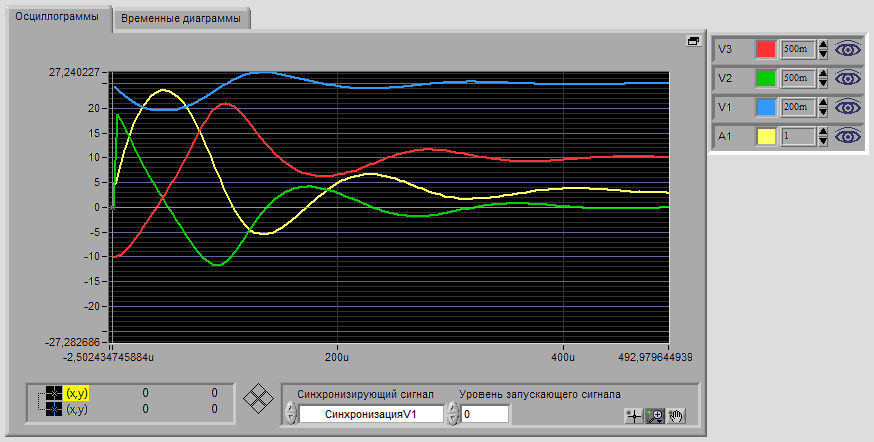 Осциллограммы
Временные диаграммы
27,240227
20
15
10
5
0
-5
-10
-15
-20
-27,282686
-2,502434745884u
200u
400u
492,979644939
V3 500m
V2 500m
V1 200m
A1 1
(x,y) 0 0
(x,y) 0 0
Синхронизирующий сигнал
СинхронизацияV1
Уровень запускающего сигнала
0